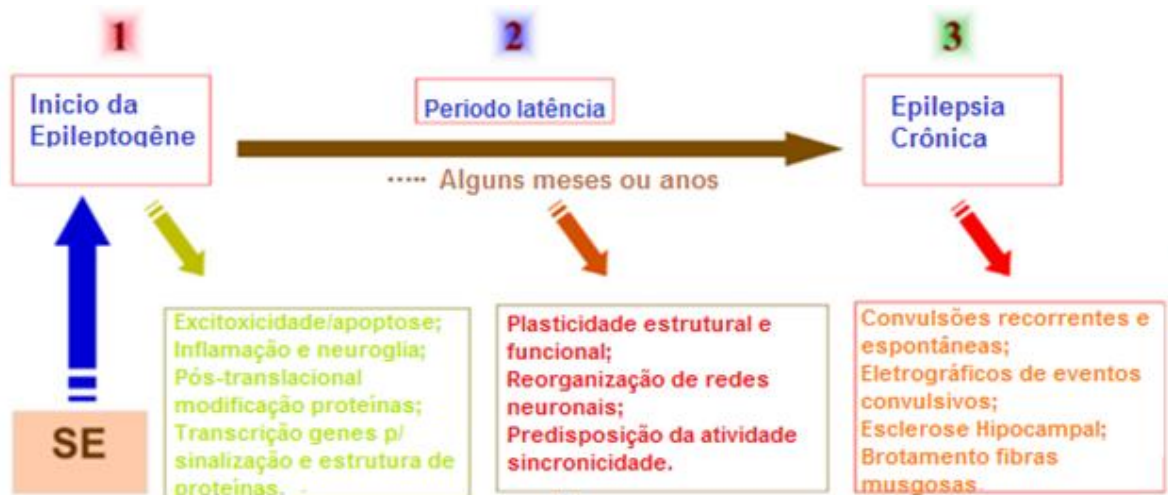 1
2
3
Inicio da
Epileptogêne
Periodo latência
Epilepsia
Crônica
..... Alguns meses ou anos
SE
Excitoxicidade/apoptose;
Inflamação e neuroglia;
Pós-translacional
modificação proteínas;
Transcrição genes p/
sinalização e estrutura de
proteínas.
Plasticidade estrutural e
funcional;
Reorganização de redes
neuronais;
Predisposição da atividade
sincronicidade.
Convulsões recorrentes e
espontâneas;
Eletrográficos de eventos
convulsivos;
Esclerose Hipocampal;
Brotamento fibras
musgosas.